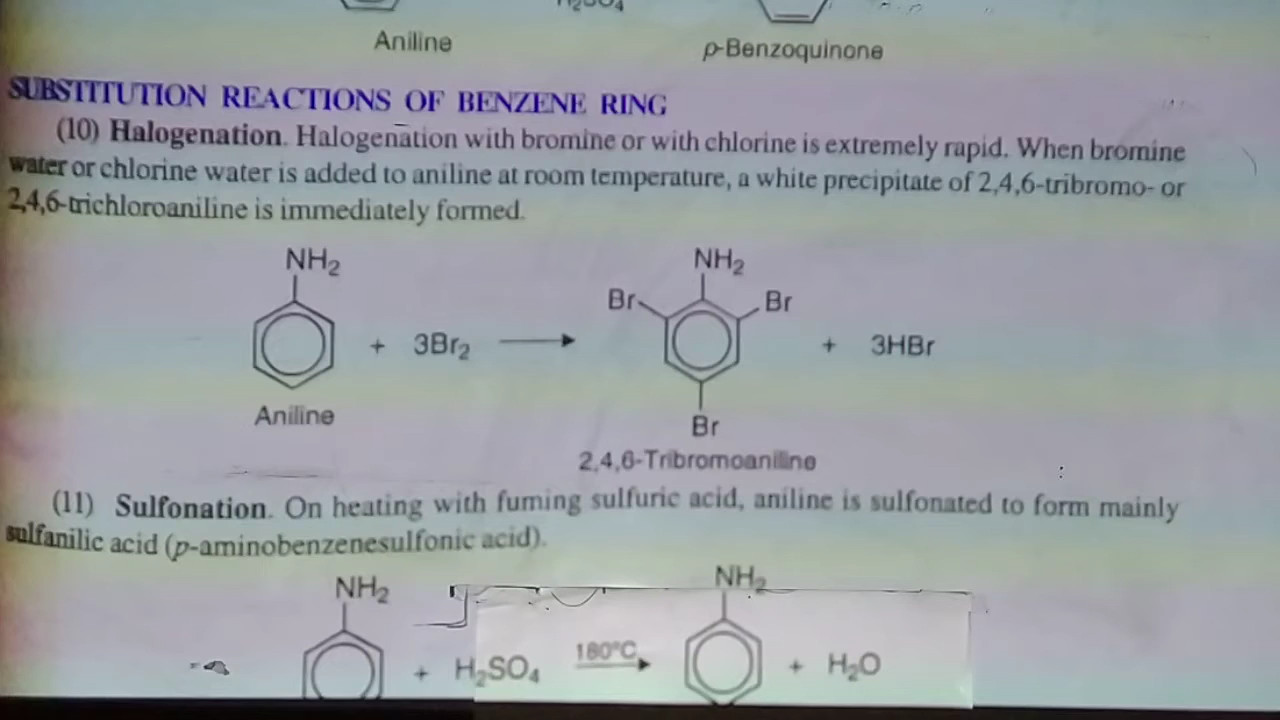 H₂SO₄
Aniline
p-Benzoquinone
SUBSTITUTION REACTIONS OF BENZENE RING
(10) Halogenation. Halogenation with bromine or with chlorine is extremely rapid. When bromine
water or chlorine water is added to aniline at room temperature, a white precipitate of 2,4,6-tribromo- or
2,4,6-trichloroaniline is immediately formed.
NH₂
NH₂
Br
Br
+ 3Br₂
+ 3HBr
Aniline
Br
2,4,6-Tribromoaniline
(11) Sulfonation. On heating with fuming sulfuric acid, aniline is sulfonated to form mainly
sulfanilic acid (p-aminobenzenesulfonic acid).
NH₂
NH₂
+ H₂SO₄
180°C
+ H₂O